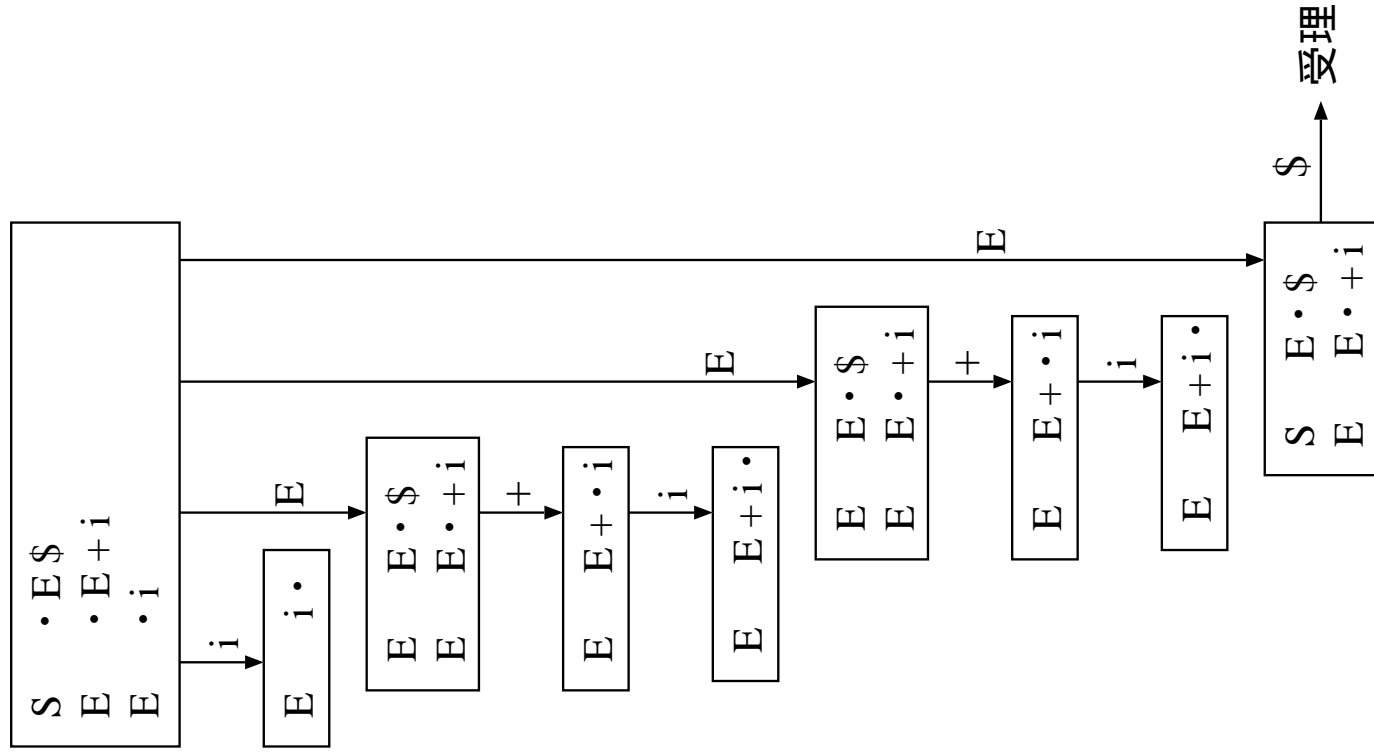 S •E$
E •E+i
E •i
i
E i•
E
E E•$
E E•+i
+
E E+•i
i
E E+i•
E
E E•$
E E•+i
+
E E+•i
i
E E+i•
E
S E•$
E E•+i
$
受理